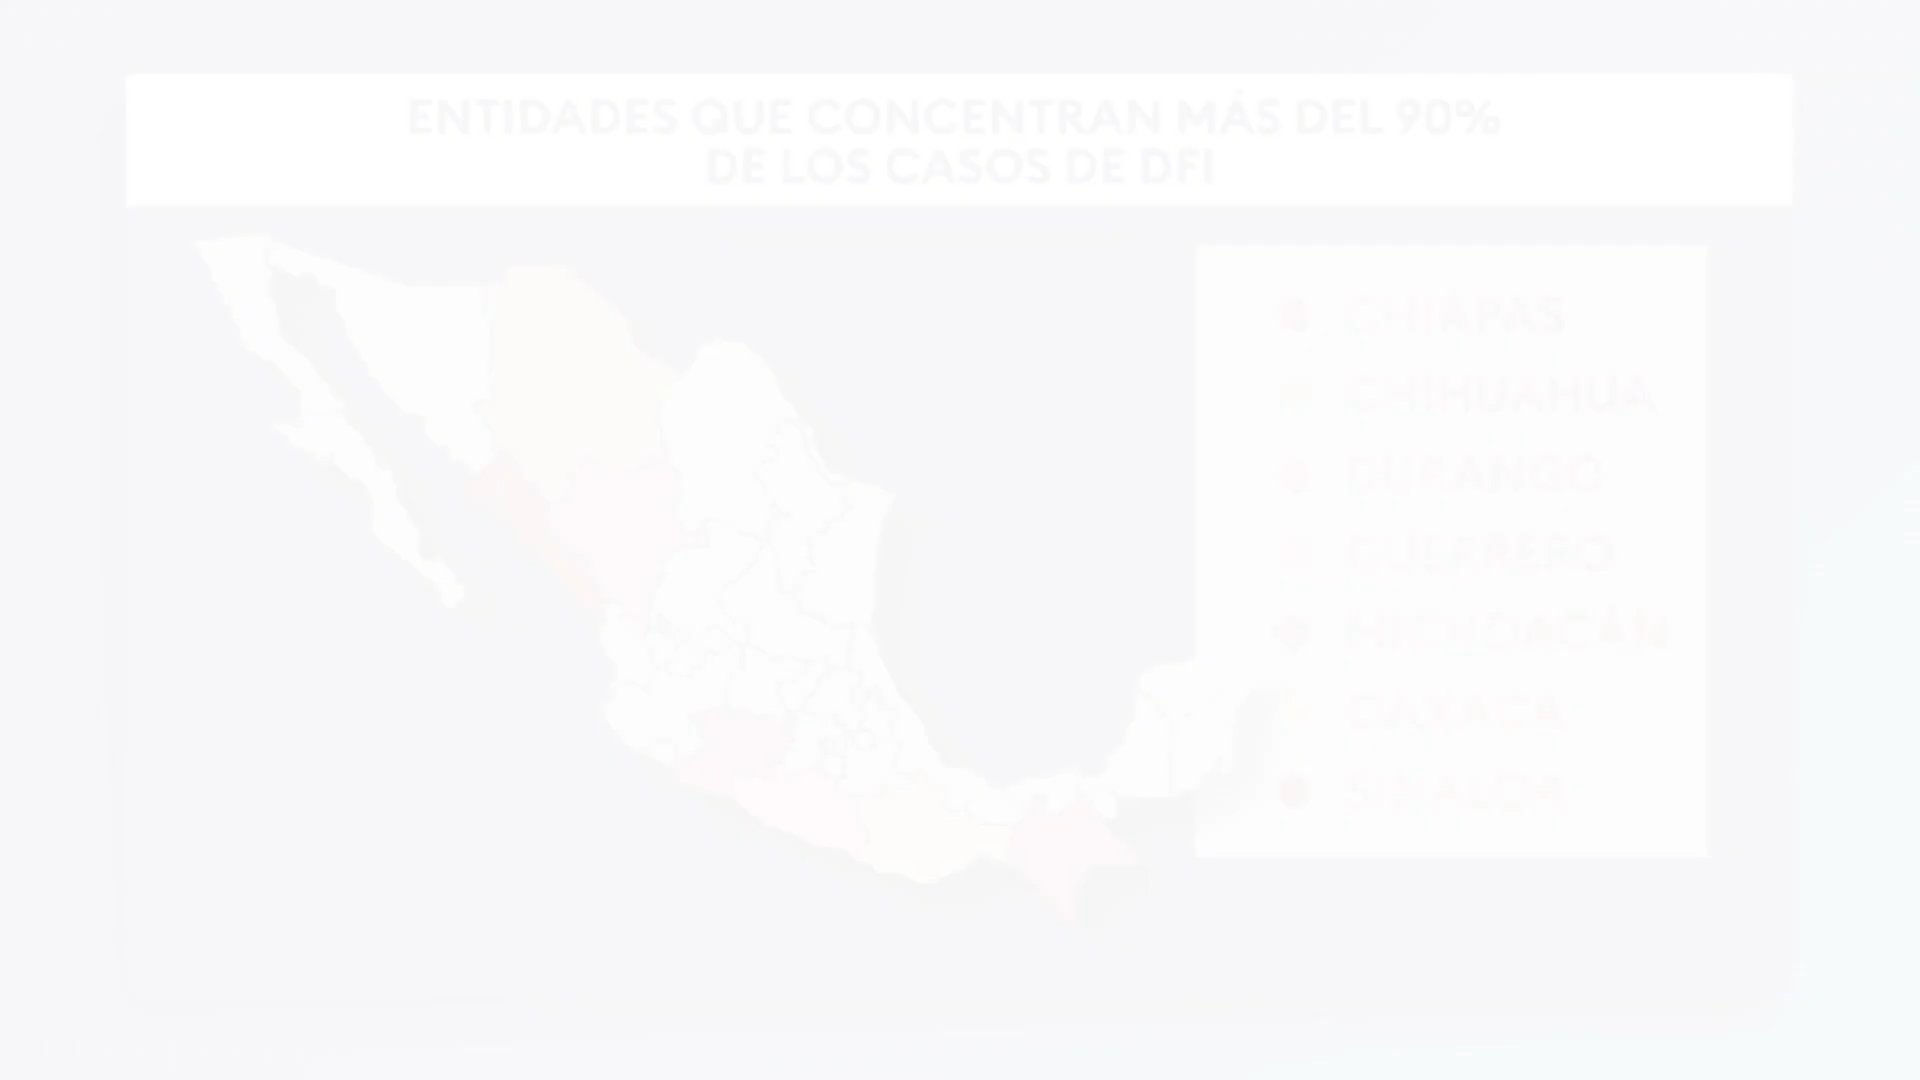 ENTIDADES QUE CONCENTRAN MÁS DEL 90%
DE LOS CASOS DE DFI
CHIAPAS
CHIHUAHUA
DURANGO
GUERRERO
MICHOACÁN
OAXACA
SINALOA